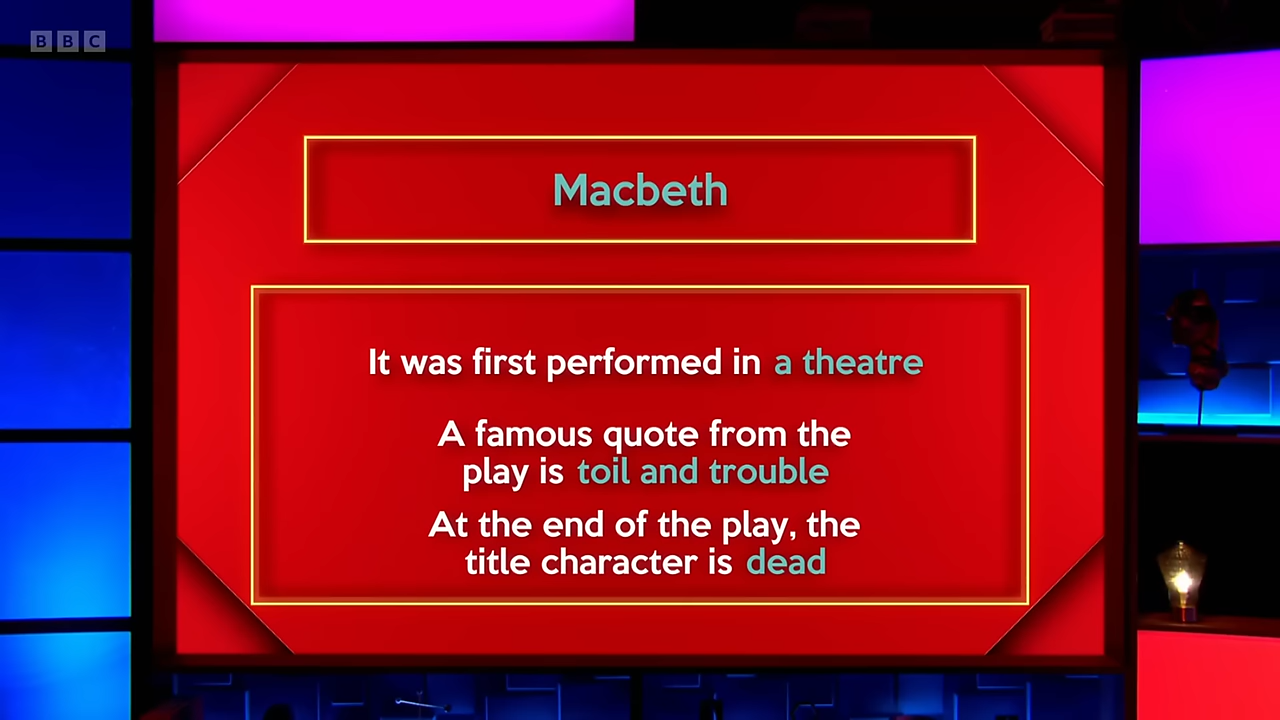 BBC
Macbeth
It was first performed in a theatre
A famous quote from the
play is toil and trouble
At the end of the play, the
title character is dead